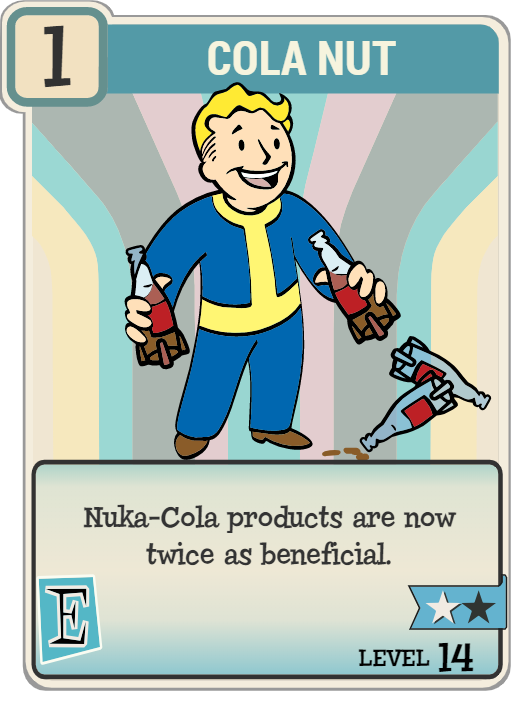 1
COLA NUT
Nuka-Cola products are now
twice as beneficial.
E
LEVEL 14